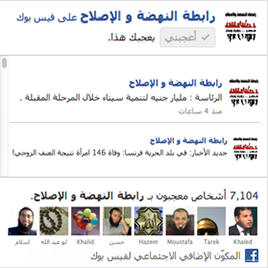 رابطة النهضة و الإصلاح على فيس بوك
أعجبني يعجبك هذا.
رابطة النهضة و الإصلاح
الرئاسة : مليار جنيه لتنمية سيناء خلال المرحلة المقبلة .
منذ 4 ساعات
رابطة النهضة و الإصلاح
جديد الأخبار: في بلد الحرية فرنسا: وفاة 146 امرأة نتيجة العنف الزوجي!
7,104 أشخاص معجبون بـ رابطة النهضة و الإصلاح.
Khaled Tarek Moustafa Hazem حسن Khalid ابو عبد الله اسلام
المكوّن الإضافي الاجتماعي لفيس بوك